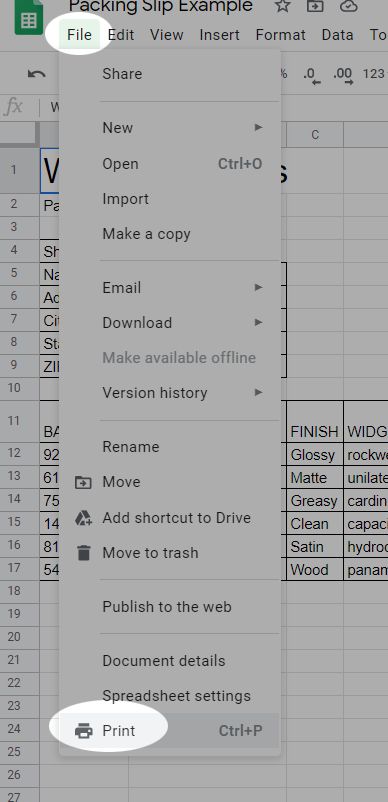 Packing Slip Example
File Edit View Insert Format Data To
% .0 .00 123
fx W
Share
C
New
1 W s
Open Ctrl+O
2 Pa
Import
3
Make a copy
4 Sh
5 Na
Email
6 Ad
7 Cit
Download
8 Sta
Make available offline
9 ZIF
10
Version history
11 BA FINISH WIDG
Rename
12 92 Glossy rockwe
13 61 Matte unilate
Move
14 75 Greasy cardin
15 14 Clean capac
Add shortcut to Drive
16 81 Satin hydroc
Move to trash
17 54 Wood panam
18
Publish to the web
19
20
21
Document details
22
Spreadsheet settings
23
24
Print Ctrl+P
25
26
27